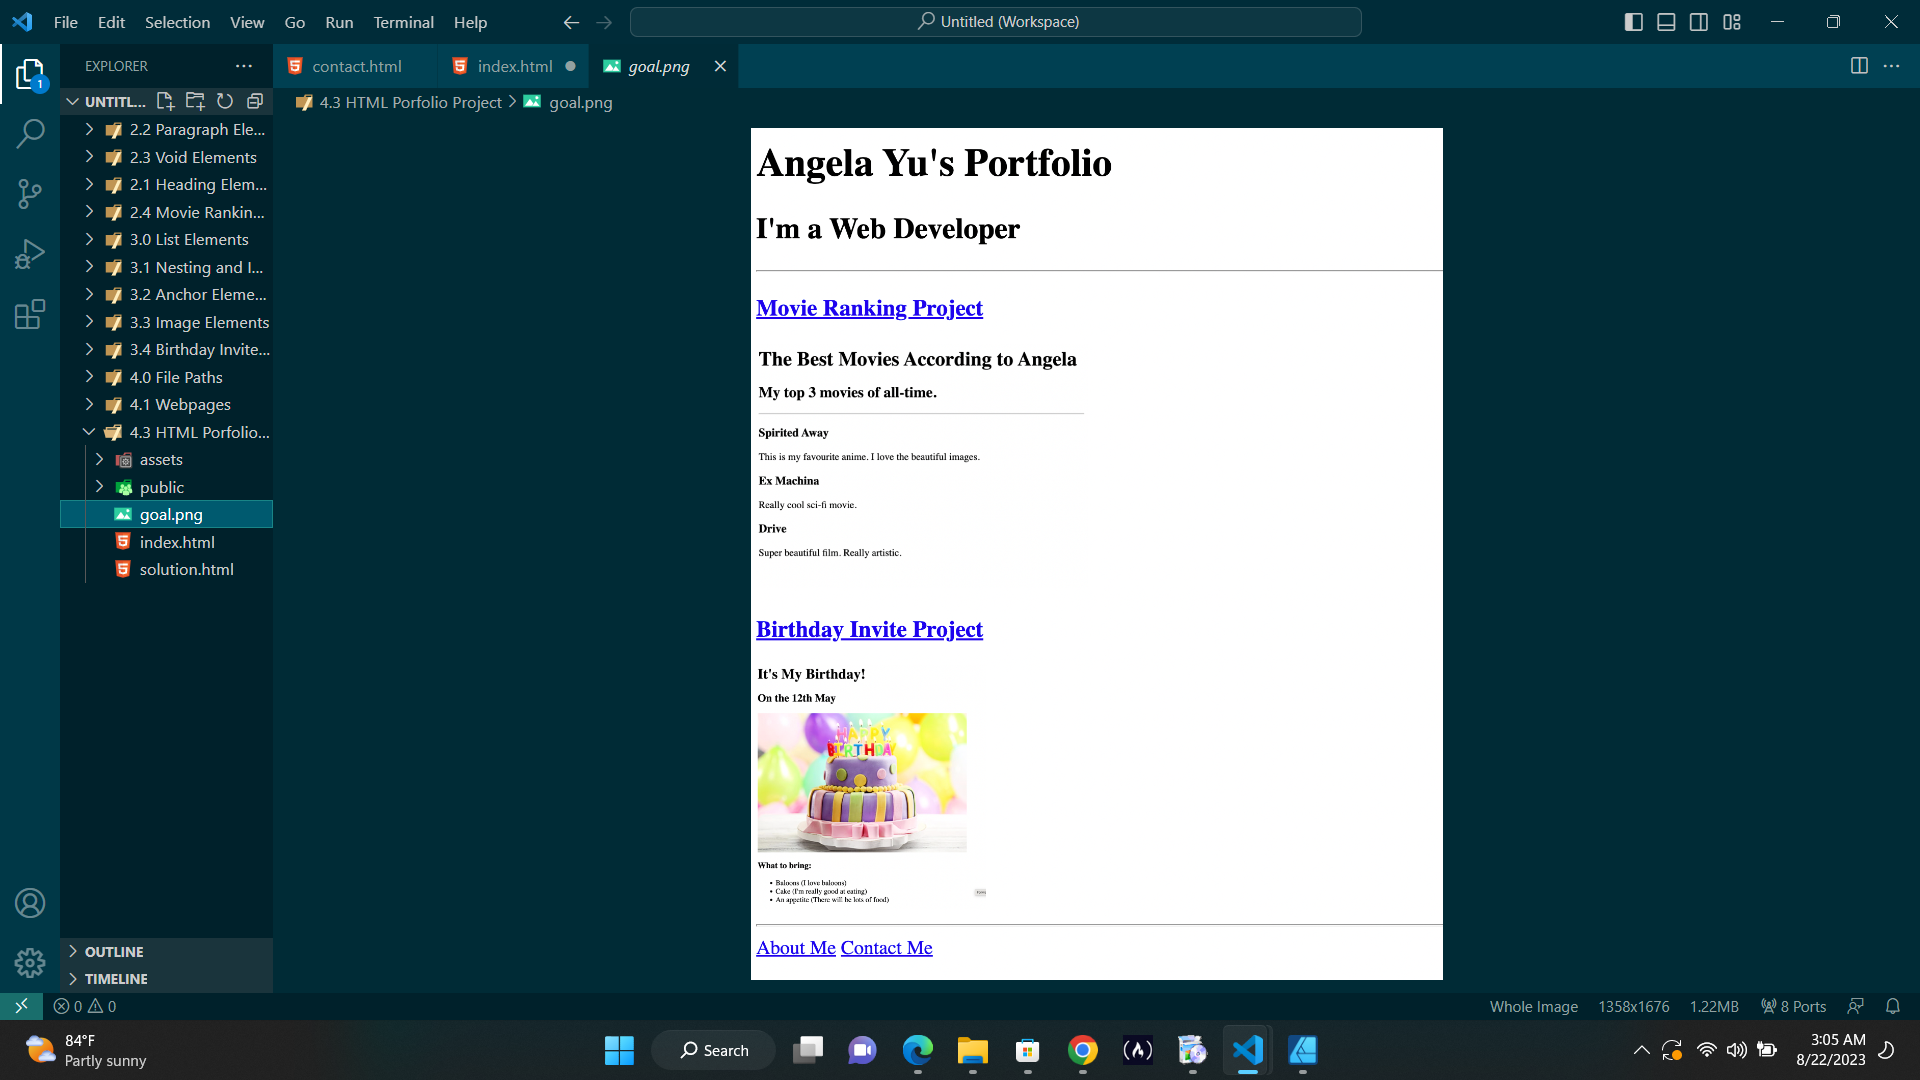 File Edit Selection View Go Run Terminal Help
Untitled (Workspace)
EXPLORER
contact.html
index.html
goal.png
UNTITL...
4.3 HTML Porfolio Project
goal.png
2.2 Paragraph Ele...
2.3 Void Elements
2.1 Heading Elem...
2.4 Movie Rankin...
3.0 List Elements
3.1 Nesting and I...
3.2 Anchor Eleme...
3.3 Image Elements
3.4 Birthday Invite...
4.0 File Paths
4.1 Webpages
4.3 HTML Porfolio...
assets
public
goal.png
index.html
solution.html
OUTLINE
TIMELINE
1
Angela Yu's Portfolio
I'm a Web Developer
Movie Ranking Project
The Best Movies According to Angela
My top 3 movies of all-time.
Spirited Away
This is my favourite anime. I love the beautiful images.
Ex Machina
Really cool sci-fi movie.
Drive
Super beautiful film. Really artistic.
Birthday Invite Project
It's My Birthday!
On the 12th May
HAPPY
BIRTHDAY
What to bring:
Baloons (I love baloons)
Cake (I'm really good at eating)
An appetite (There will be lots of food)
About Me Contact Me
0 0
Whole Image
1358x1676
1.22MB
8 Ports
84°F
Partly sunny
Search
3:05 AM
8/22/2023